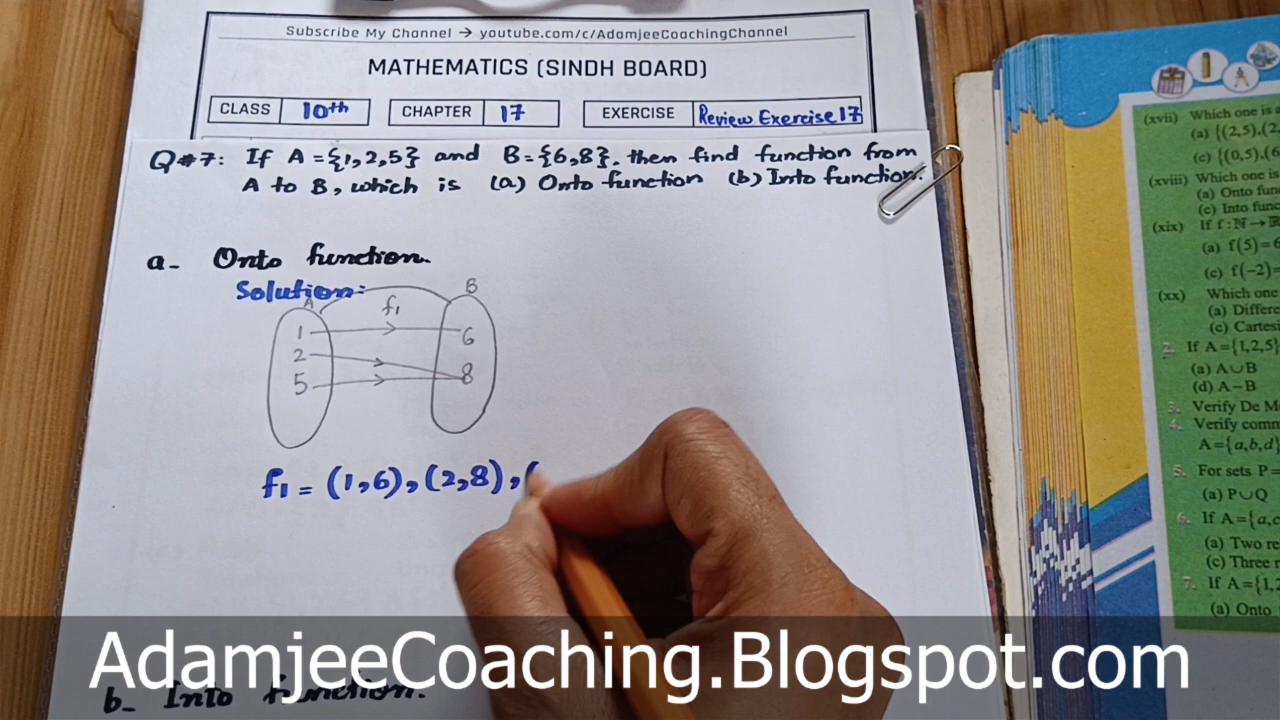 Subscribe My Channel → youtube.com/c/AdamjeeCoachingChannel
MATHEMATICS (SINDH BOARD)
CLASS 10th CHAPTER 17 EXERCISE Review Exercise 17
Q#7: If A={1,2,5} and B={6,8}. then find function from
A to B, which is (a) Onto function (b) Into function.
a- Onto function.
Solution:
A f1 B
1 6
2
5 8
f1 = (1,6), (2,8), (
b- Into function.
AdamjeeCoaching.Blogspot.com
(xvii) Which one is a
(a) {(2,5),(2
(c) {(0,5),(6
(xviii) Which one is
(a) Onto fun
(c) Into func
(xix) If f:ℕ→
(a) f(5)=6
(c) f(-2)=
(xx) Which one
(a) Differe
(c) Cartes
2. If A={1,2,5}
(a) A∪B
(d) A−B
3. Verify De M
4. Verify comm
A={a,b,d}
5. For sets P=
(a) P∪Q
6. If A={a,c
(a) Two re
(c) Three r
7. If A={1,2
(a) Onto